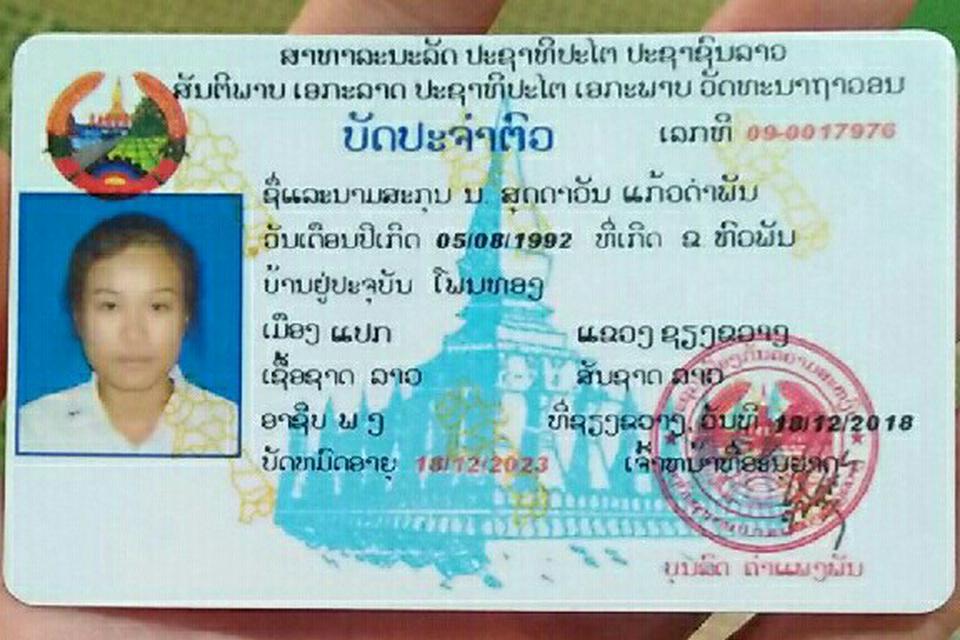 ສາທາລະນະລັດ ປະຊາທິປະໄຕ ປະຊາຊົນລາວ
ສັນຕິພາບ ເອກະລາດ ປະຊາທິປະໄຕ ເອກະພາບ ວັດທະນາຖາວອນ
ບັດປະຈຳຕົວ ເລກທີ 09-0017976
ຊື່ແລະນາມສະກຸນ ນ. ສຸດດາວັນ ແກ້ວດຳພັນ
ວັນເດືອນປີເກີດ 05/08/1992 ທີ່ເກີດ ຂ ຫົວພັນ
ບ້ານຢູ່ປະຈຸບັນ ໂພນທອງ
ເມືອງ ແປກ ແຂວງ ຊຽງຂວາງ
ເຊື້ອຊາດ ລາວ ສັນຊາດ ລາວ
ອາຊີບ ພ ງ ທີ່ຊຽງຂວາງ, ວັນທີ 18/12/2018
ບັດໝົດອາຍຸ 18/12/2023 ເຈົ້າໜ້າທີ່ອະນຸຍາດ
ບຸນລົດ ຄຳແພງພັນ